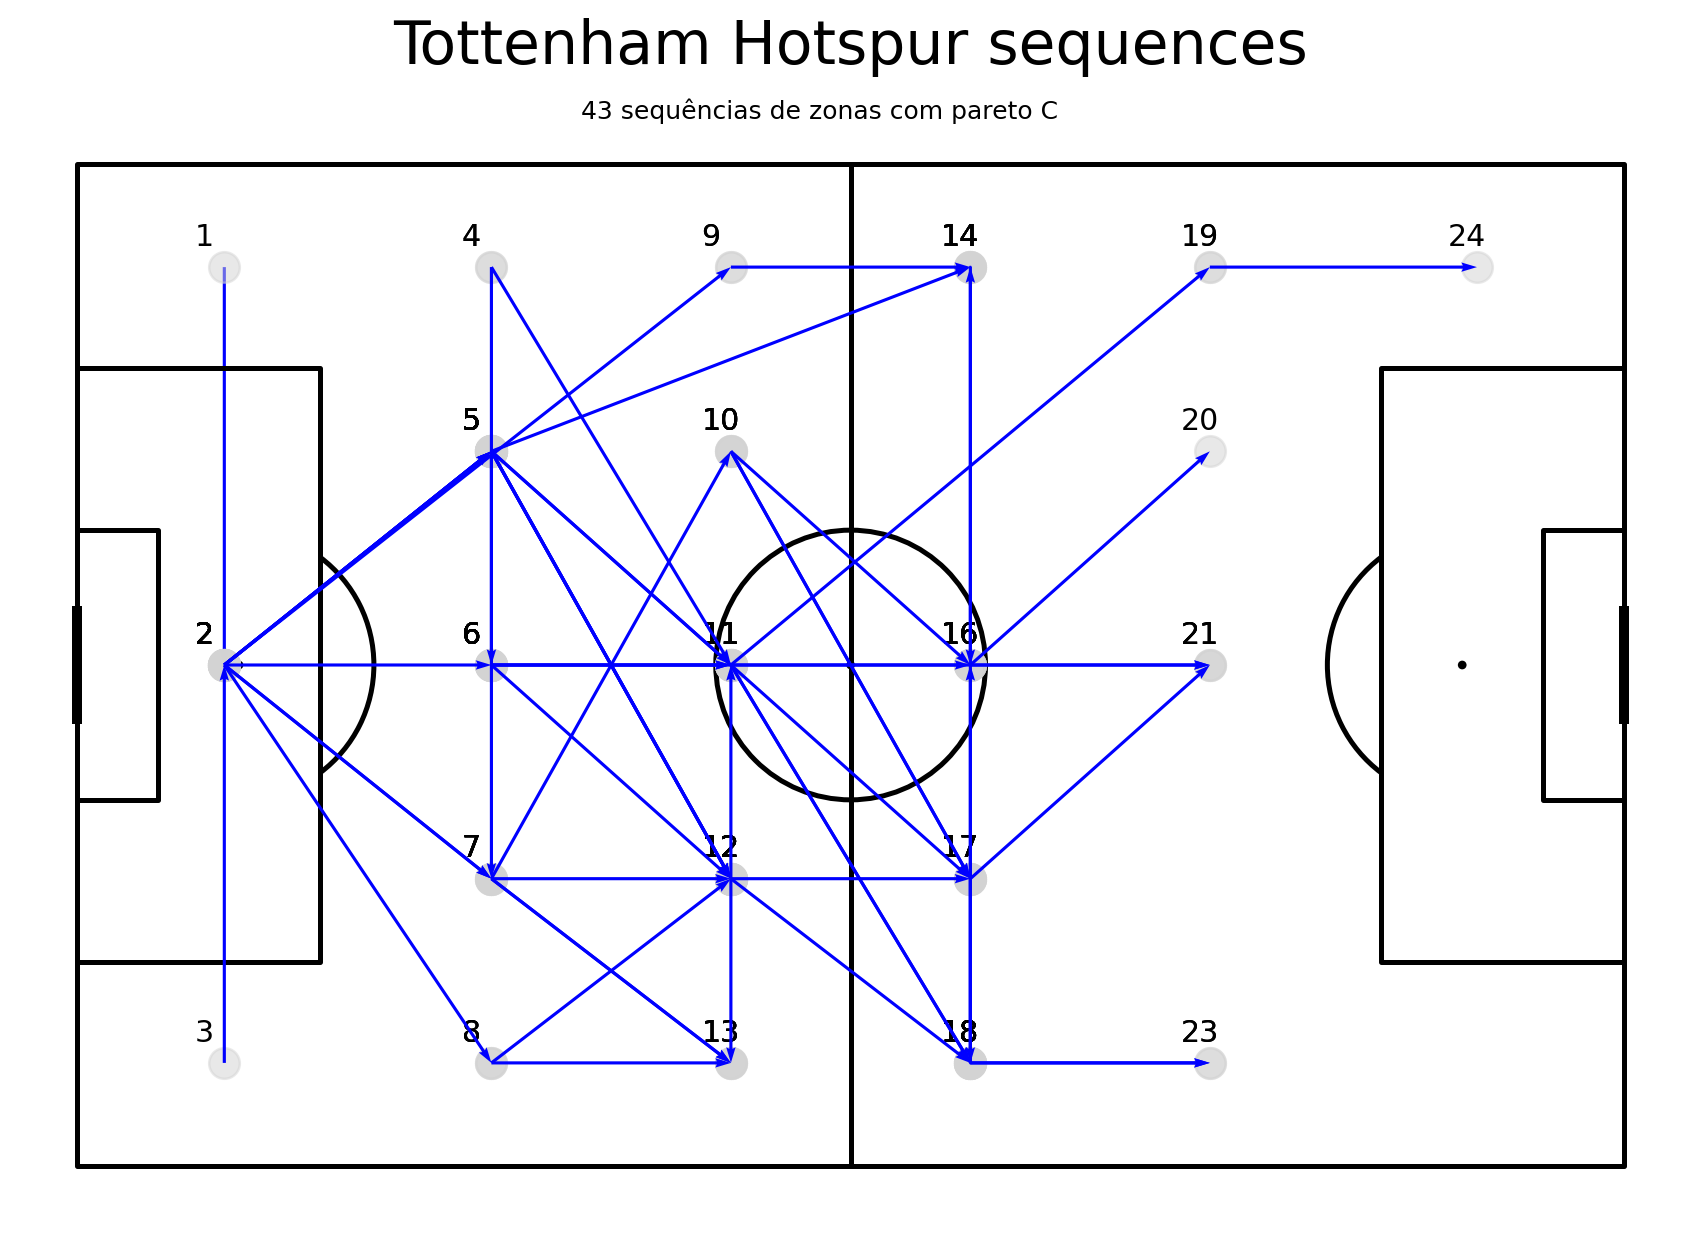 Tottenham Hotspur sequences
43 sequências de zonas com pareto C
1 4 9 14 19 24
5 10 20
2 6 11 16 21
7 12 17
3 8 13 18 23